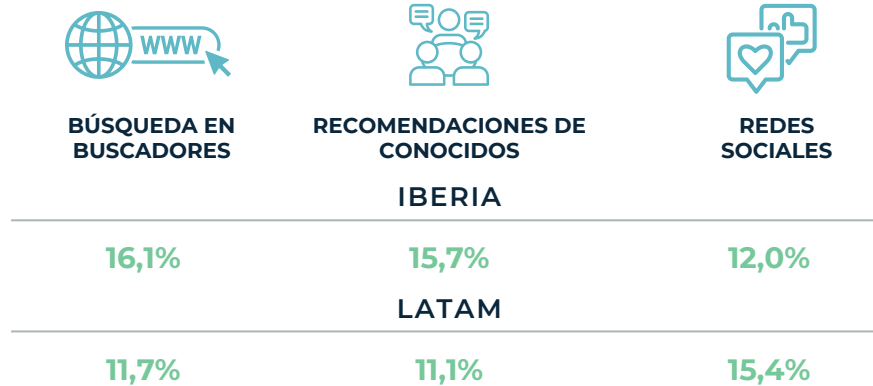 WWW
BÚSQUEDA EN
BUSCADORES
RECOMENDACIONES DE
CONOCIDOS
REDES
SOCIALES
IBERIA
16,1%
15,7%
12,0%
LATAM
11,7%
11,1%
15,4%